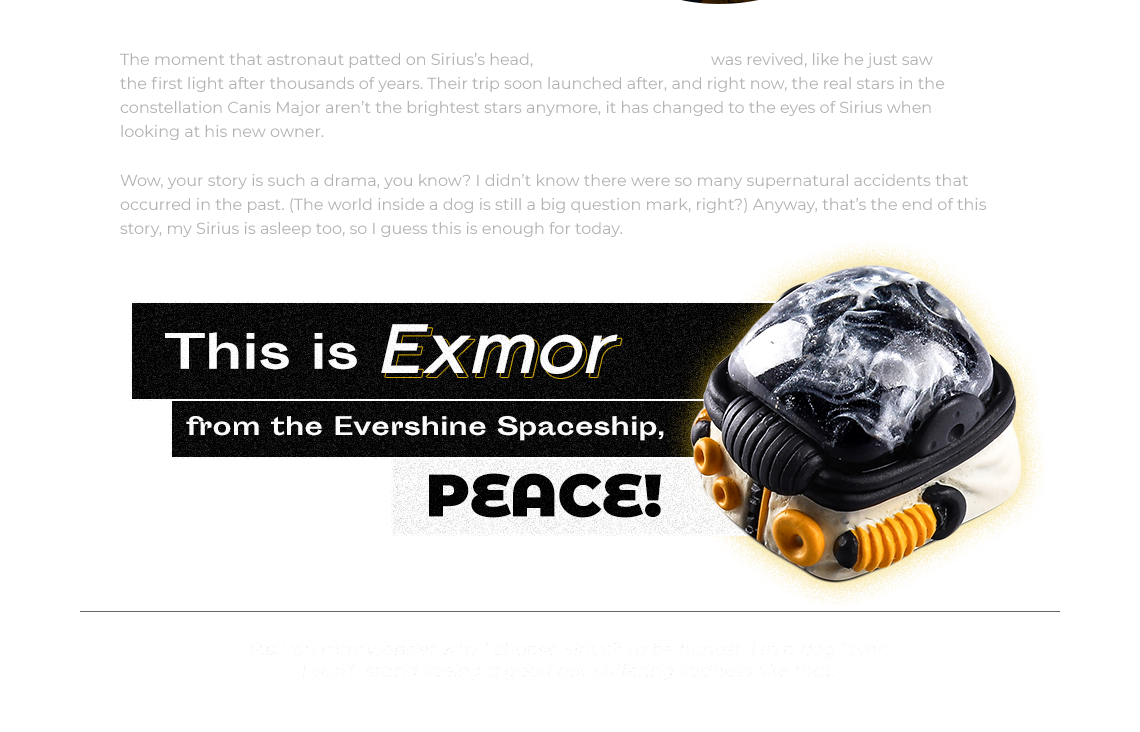 The moment that astronaut patted on Sirius’s head, was revived, like he just saw
the first light after thousands of years. Their trip soon launched after, and right now, the real stars in the
constellation Canis Major aren’t the brightest stars anymore, it has changed to the eyes of Sirius when
looking at his new owner.
Wow, your story is such a drama, you know? I didn’t know there were so many supernatural accidents that
occurred in the past. (The world inside a dog is still a big question mark, right?) Anyway, that’s the end of this
story, my Sirius is asleep too, so I guess this is enough for today.
This is Exmor
from the Evershine Spaceship,
PEACE!